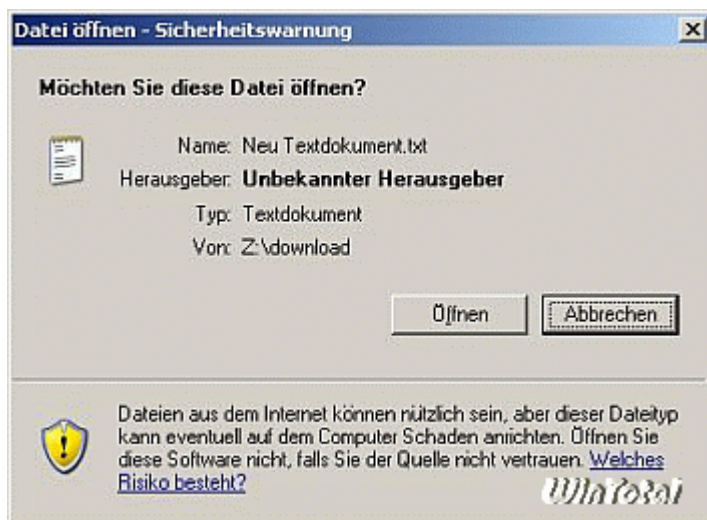 Datei öffnen - Sicherheitswarnung
Möchten Sie diese Datei öffnen?
Name: Neu Textdokument.txt
Herausgeber: Unbekannter Herausgeber
Typ: Textdokument
Von: Z:\download
Öffnen Abbrechen
Dateien aus dem Internet können nützlich sein, aber dieser Dateityp
kann eventuell auf dem Computer Schaden anrichten. Öffnen Sie
diese Software nicht, falls Sie der Quelle nicht vertrauen. Welches
Risiko besteht?
WinTotal